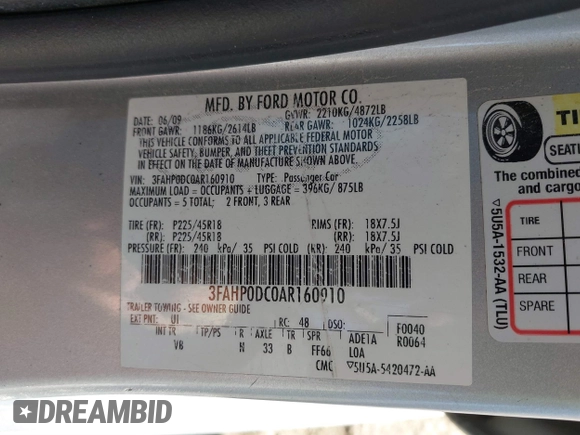 MFD. BY FORD MOTOR CO.
DATE: 06/09 GVWR: 2210KG/4872LB
FRONT GAWR: 1186KG/2614LB REAR GAWR: 1024KG/2258LB
THIS VEHICLE CONFORMS TO ALL APPLICABLE FEDERAL MOTOR
VEHICLE SAFETY, BUMPER, AND THEFT PREVENTION STANDARDS
IN EFFECT ON THE DATE OF MANUFACTURE SHOWN ABOVE.
VIN: 3FAHP0DC0AR160910 TYPE: Passenger Car
MAXIMUM LOAD = OCCUPANTS + LUGGAGE = 396KG/ 875LB
OCCUPANTS = 5 TOTAL; 2 FRONT, 3 REAR
TIRE (FR): P225/45R18 RIMS (FR): 18X7.5J
(RR): P225/45R18 (RR): 18X7.5J
PRESSURE (FR): 240 kPa/ 35 PSI COLD (RR): 240 kPa/ 35 PSI COLD
3FAHP0DC0AR160910
TRAILER TOWING - SEE OWNER GUIDE
EXT PNT: UI RC: 48 DSO: F0040
INT TR TP/PS R AXLE TR SPR ADE1A R0064
VB N 33 B FF66 LOA
CMC ▽5U5A-5420472-AA
TI
SEATI
The combined
and cargo
TIRE
FRONT
REAR
SPARE
▽5U5A-1532-AA (TLU)
DREAMBID